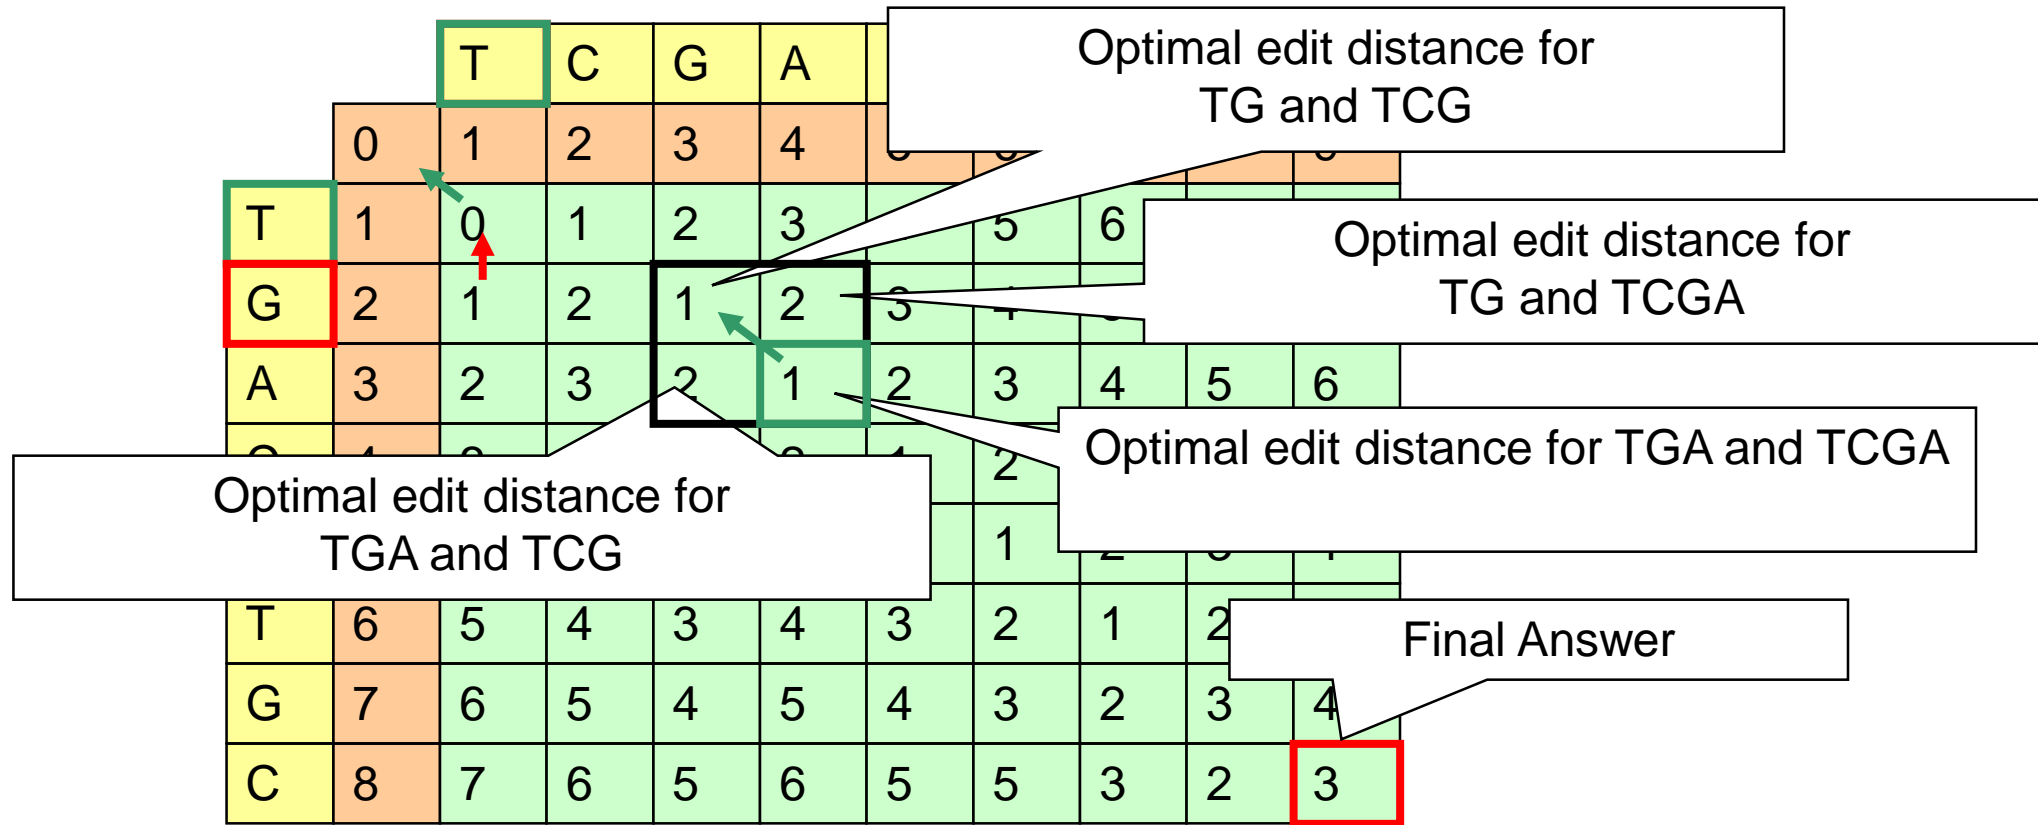 T C G A
Optimal edit distance for
TG and TCG
0 1 2 3 4
T 1 0 1 2 3 5 6
Optimal edit distance for
TG and TCGA
G 2 1 2 1 2 3 4
A 3 2 3 2 1 2 3 4 5 6
Optimal edit distance for TGA and TCGA
2
Optimal edit distance for
TGA and TCG
1
T 6 5 4 3 4 3 2 1 2
Final Answer
G 7 6 5 4 5 4 3 2 3 4
C 8 7 6 5 6 5 5 3 2 3